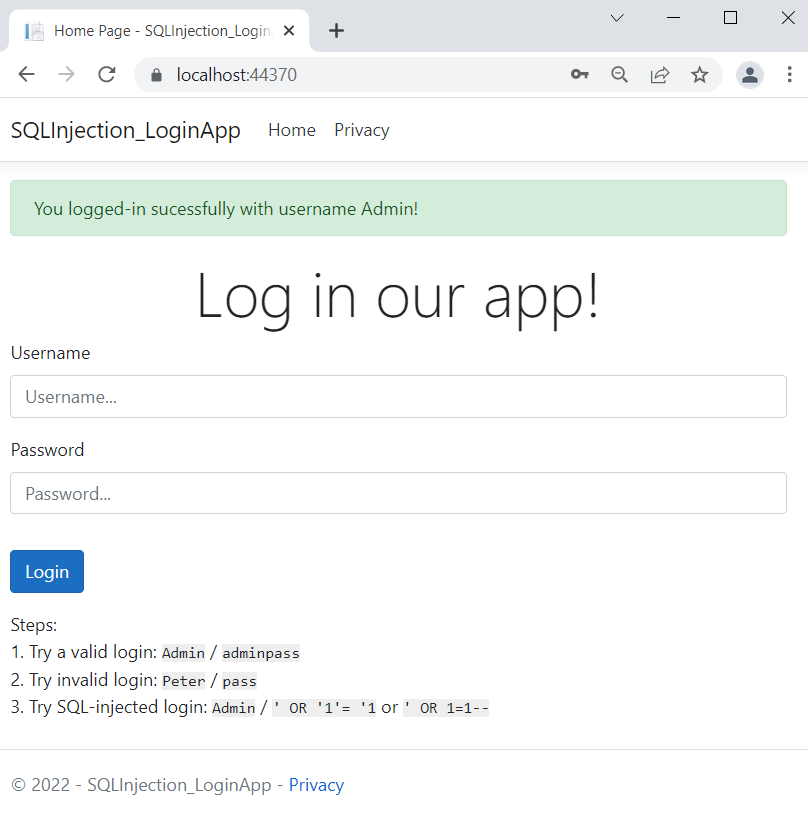 Home Page - SQLInjection_Login
localhost:44370
SQLInjection_LoginApp Home Privacy
You logged-in sucessfully with username Admin!
Log in our app!
Username
Username...
Password
Password...
Login
Steps:
1. Try a valid login: Admin / adminpass
2. Try invalid login: Peter / pass
3. Try SQL-injected login: Admin / ' OR '1'= '1 or ' OR 1=1--
© 2022 - SQLInjection_LoginApp - Privacy